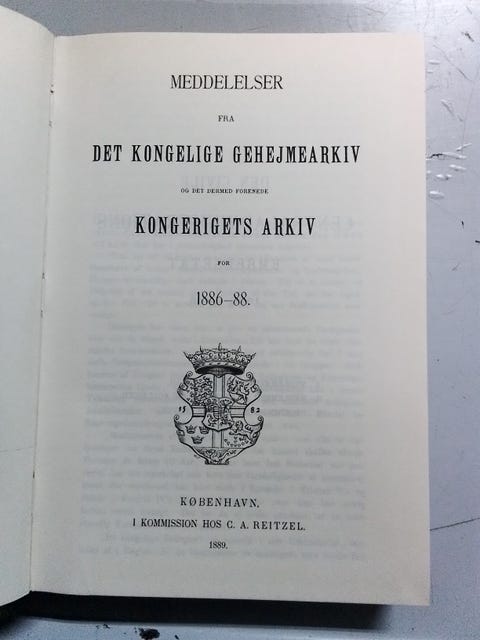 MEDDELELSER
FRA
DET KONGELIGE GEHEJMEARKIV
OG DET DERMED FORENEDE
KONGERIGETS ARKIV
FOR
1886–88.
15 82
KØBENHAVN.
I KOMMISSION HOS C. A. REITZEL.
1889.